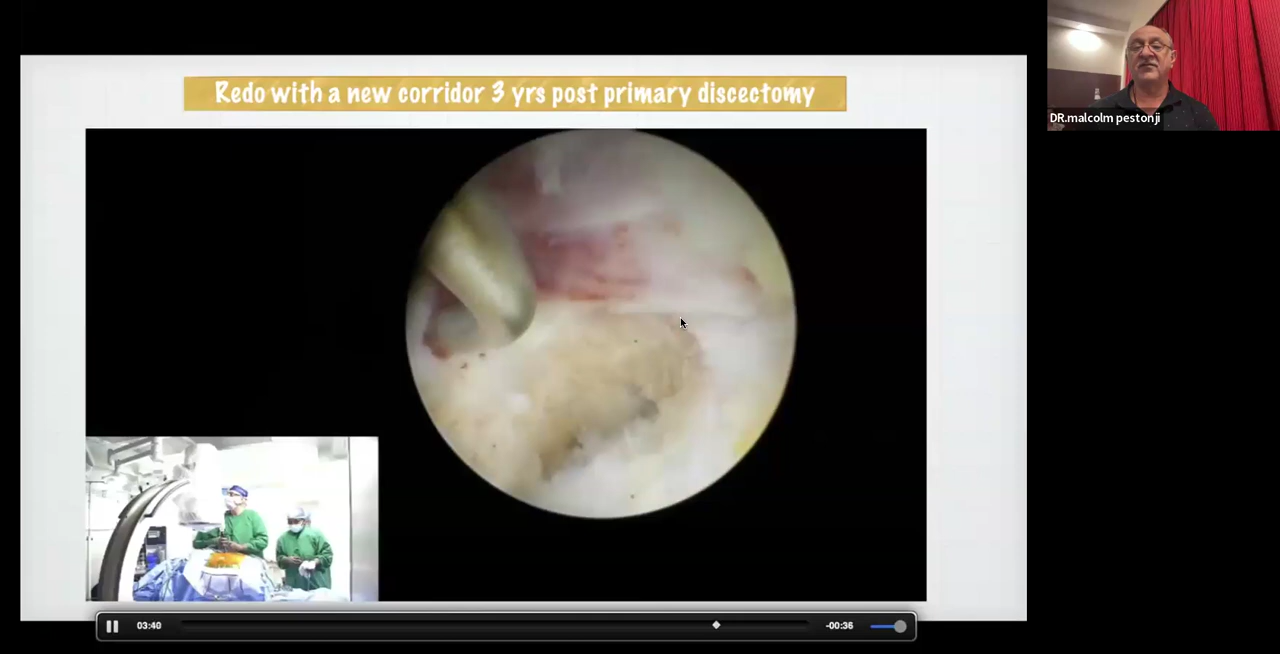 Redo with a new corridor 3 yrs post primary discectomy
DR.malcolm pestonji
03:40
-00:36